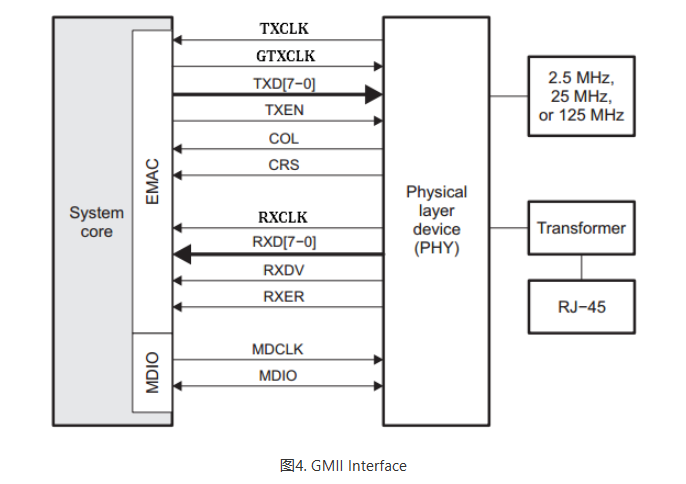 TXCLK
GTXCLK
TXD[7−0]
TXEN
COL
CRS
RXCLK
RXD[7−0]
RXDV
RXER
MDCLK
MDIO
System
core
EMAC
MDIO
Physical
layer
device
(PHY)
2.5 MHz,
25 MHz,
or 125 MHz
Transformer
RJ−45
图4. GMII Interface